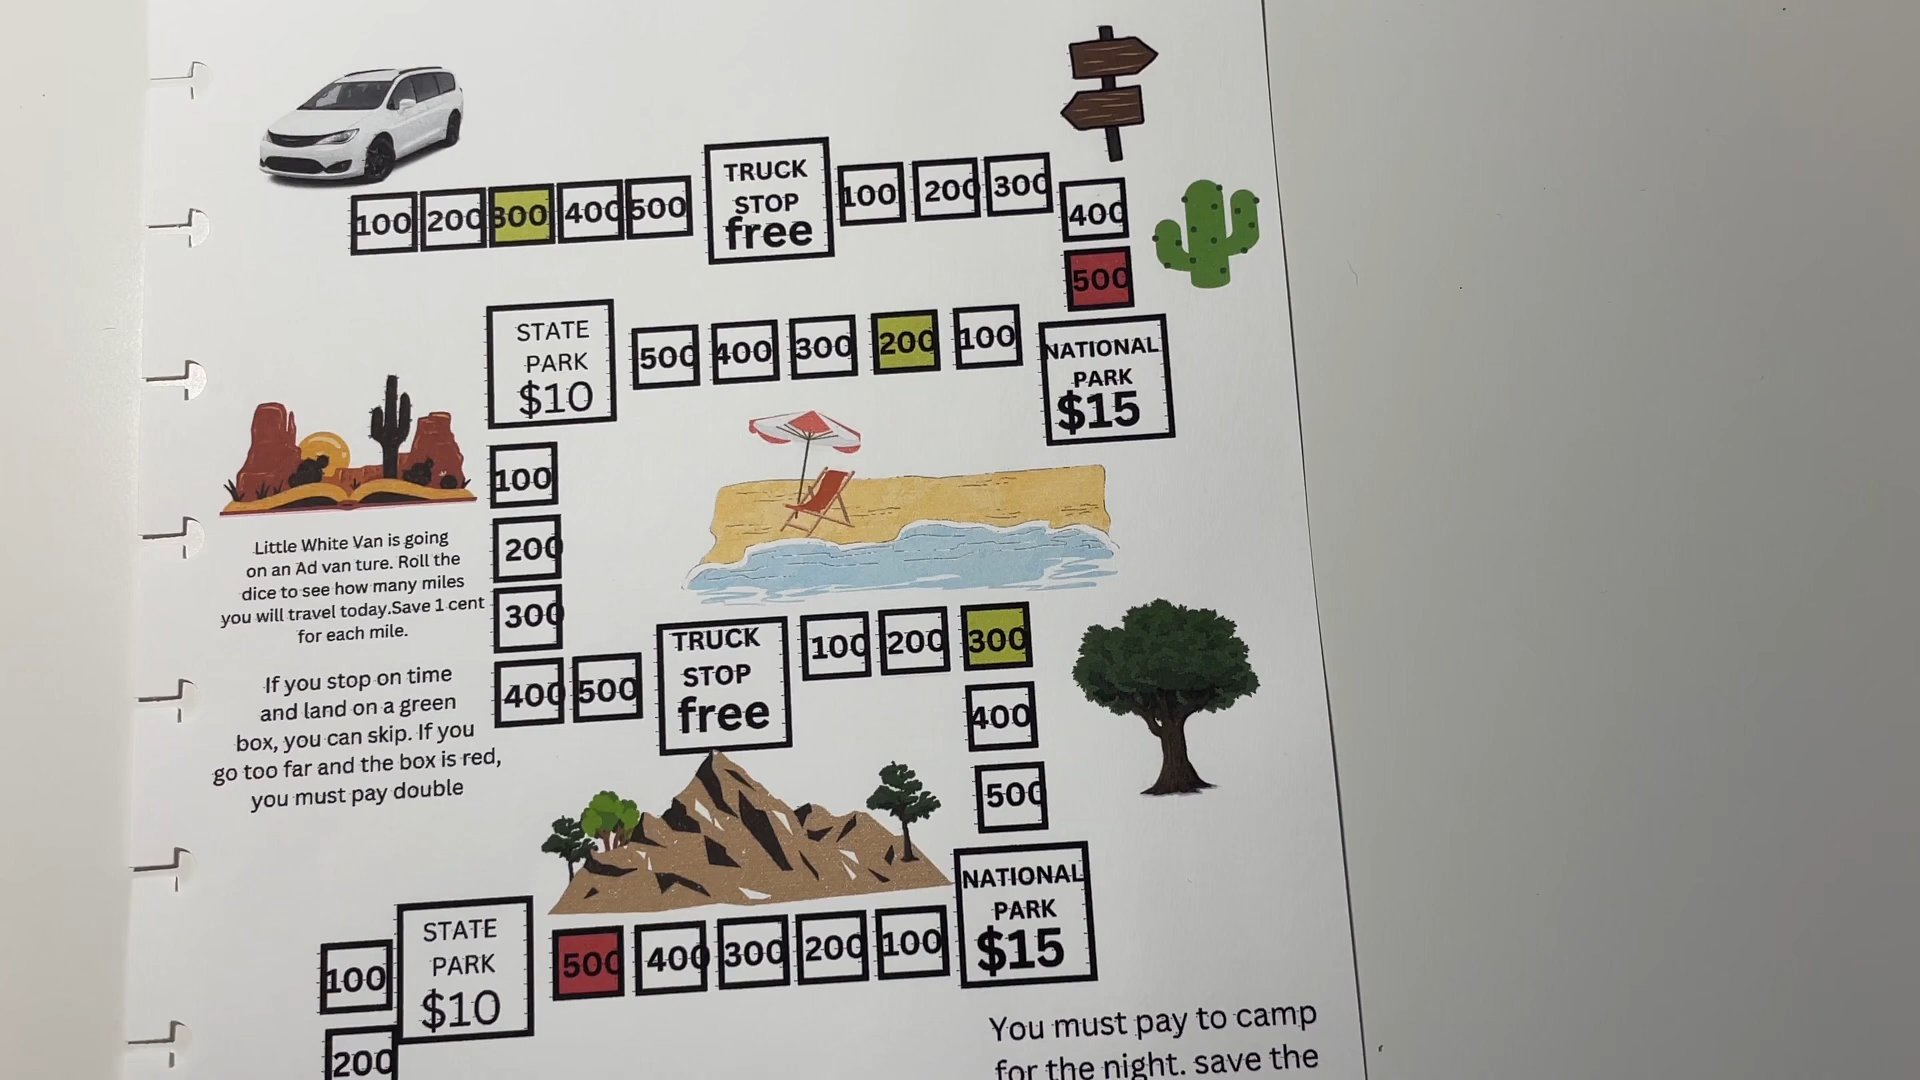 100 200 300 400 500
TRUCK
STOP
free
100 200 300
400
500
NATIONAL
PARK
$15
100
200
300
400
500
STATE
PARK
$10
100
200
300
400 500
Little White Van is going
on an Ad van ture. Roll the
dice to see how many miles
you will travel today.Save 1 cent
for each mile.
If you stop on time
and land on a green
box, you can skip. If you
go too far and the box is red,
you must pay double
TRUCK
STOP
free
100 200 300
400
500
NATIONAL
PARK
$15
500 400 300 200 100
STATE
PARK
$10
100
200
You must pay to camp
for the night. save the